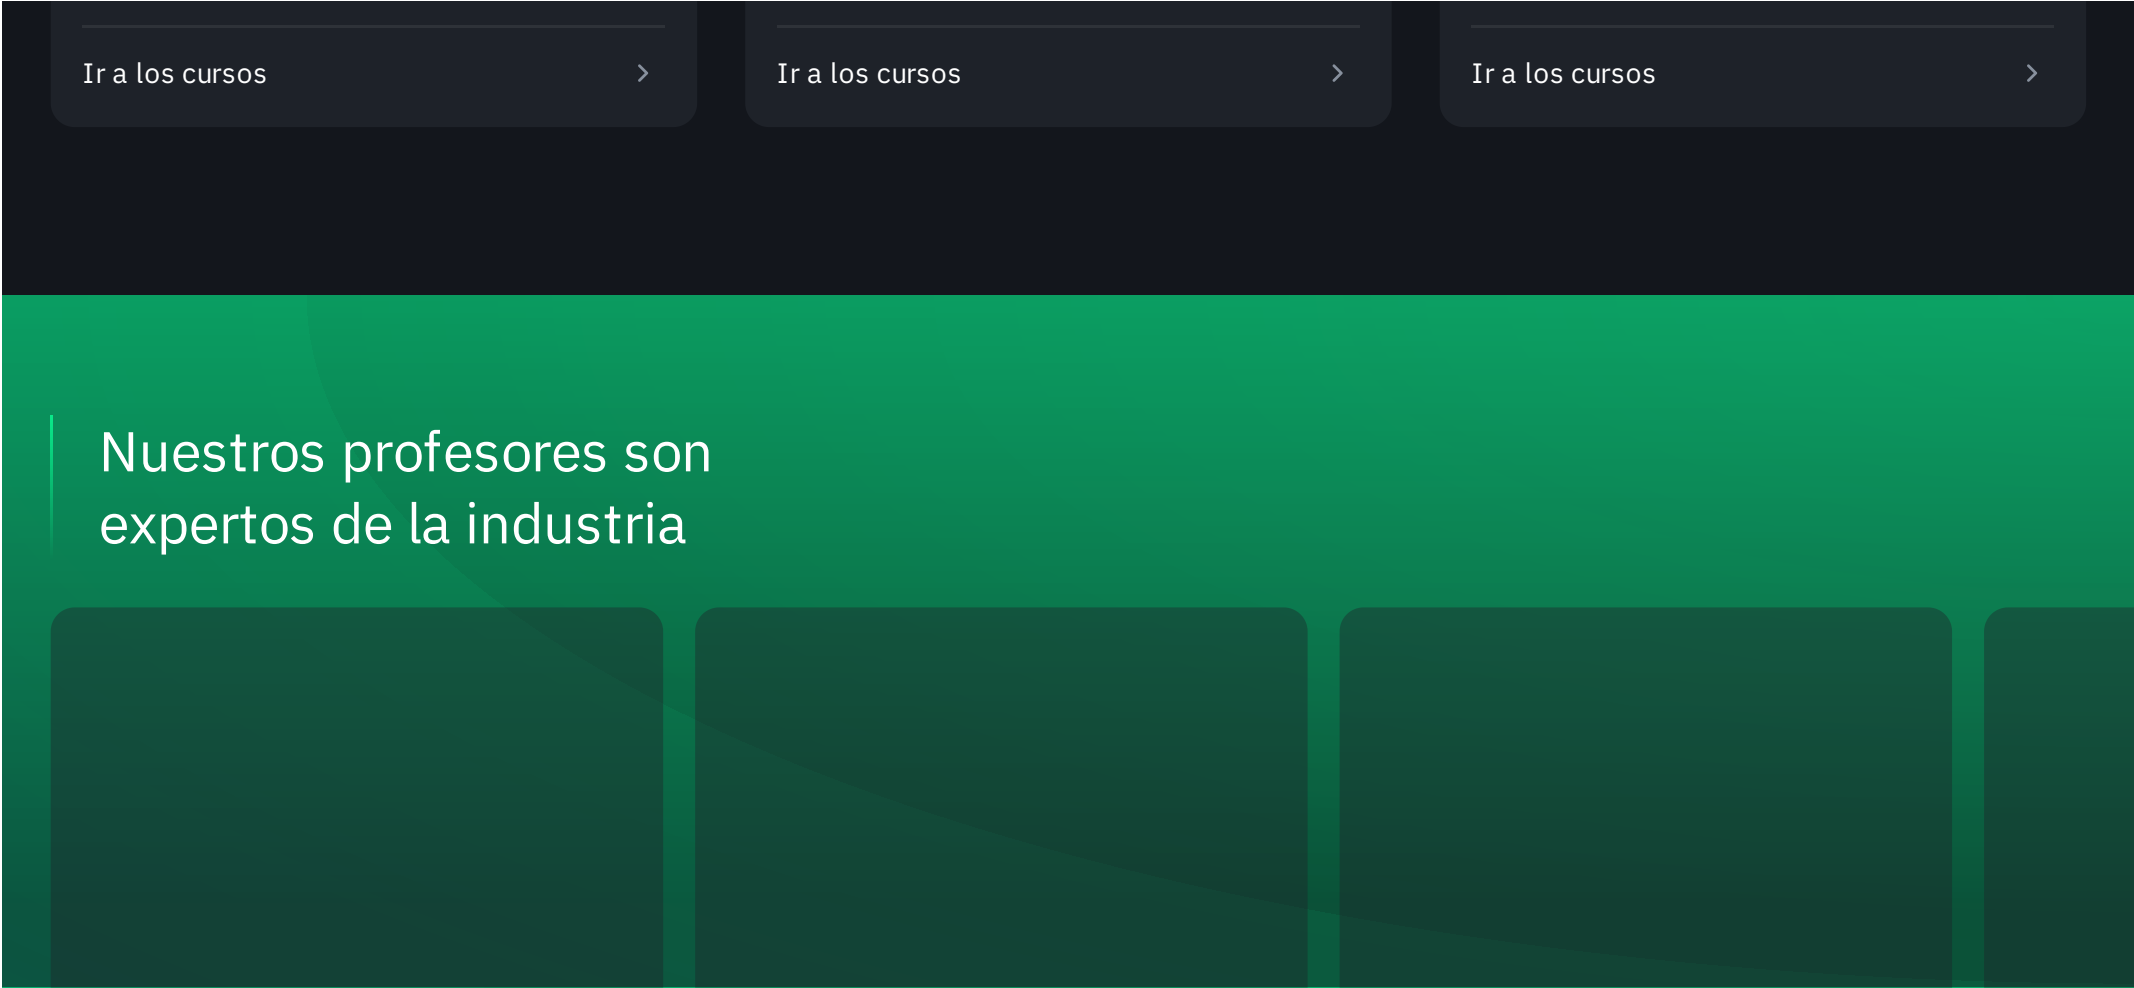 Ir a los cursos
Ir a los cursos
Ir a los cursos
Nuestros profesores son
expertos de la industria